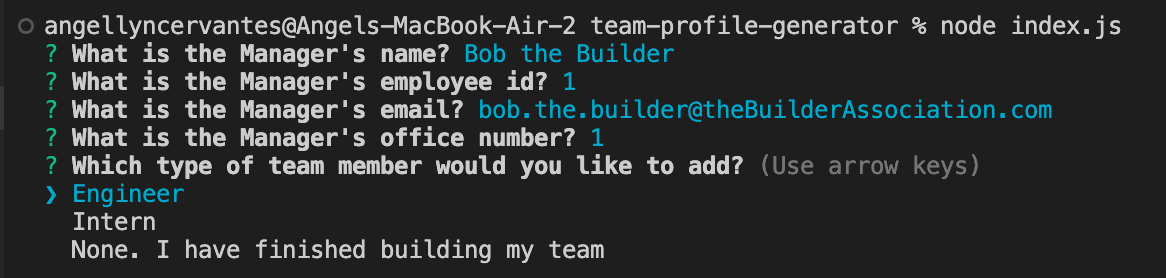 angellyncervantes@Angels-MacBook-Air-2 team-profile-generator % node index.js
? What is the Manager's name? Bob the Builder
? What is the Manager's employee id? 1
? What is the Manager's email? bob.the.builder@theBuilderAssociation.com
? What is the Manager's office number? 1
? Which type of team member would you like to add? (Use arrow keys)
❯ Engineer
Intern
None. I have finished building my team